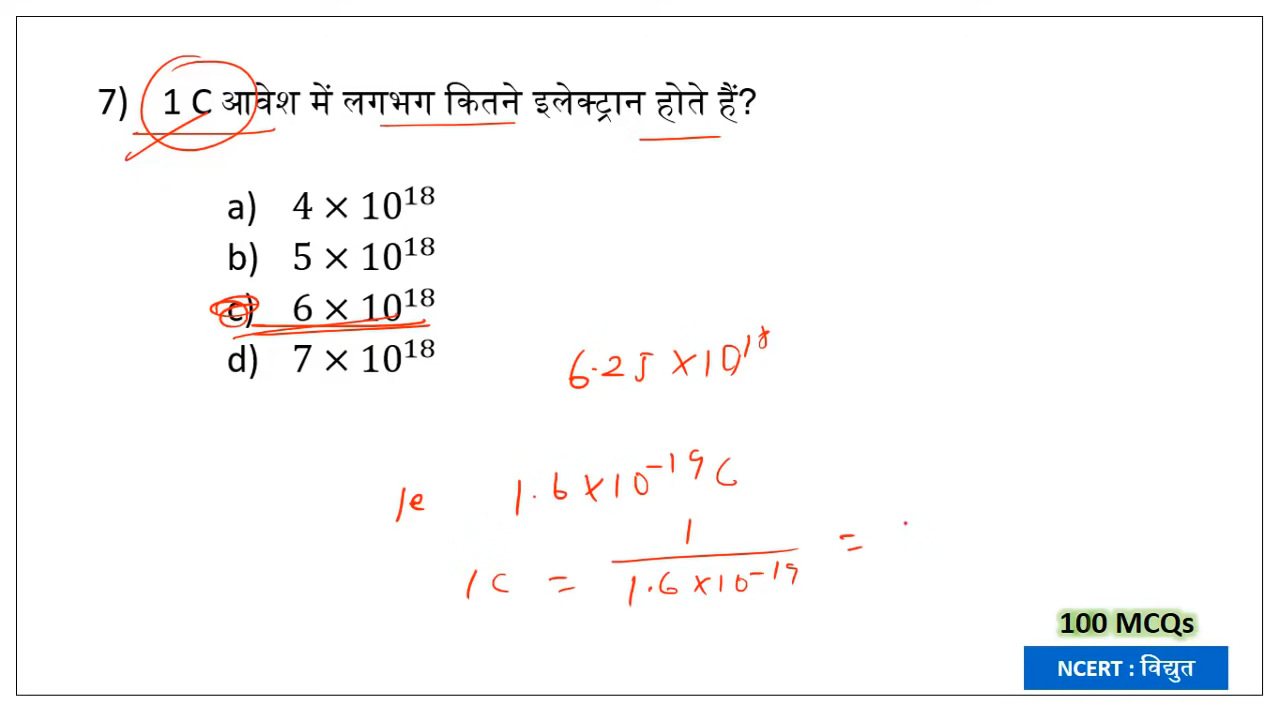 7) 1 C आवेश में लगभग कितने इलेक्ट्रान होते हैं?
a) 4 × 10¹⁸
b) 5 × 10¹⁸
c) 6 × 10¹⁸
d) 7 × 10¹⁸
6.25 × 10¹⁸
1e 1.6 × 10⁻¹⁹ C
1C = 1 / 1.6 × 10⁻¹⁹ =
100 MCQs
NCERT : विद्युत